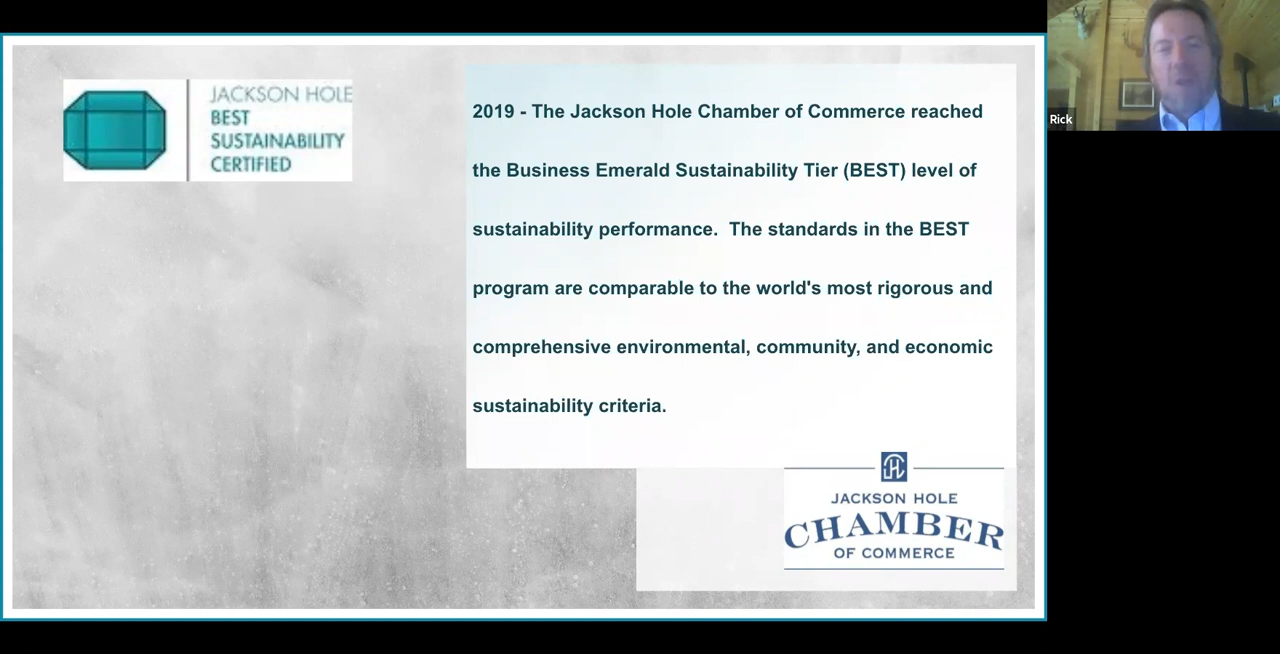 JACKSON HOLE
BEST
SUSTAINABILITY
CERTIFIED
2019 - The Jackson Hole Chamber of Commerce reached
the Business Emerald Sustainability Tier (BEST) level of
sustainability performance.  The standards in the BEST
program are comparable to the world's most rigorous and
comprehensive environmental, community, and economic
sustainability criteria.
JACKSON HOLE
CHAMBER
OF COMMERCE
Rick